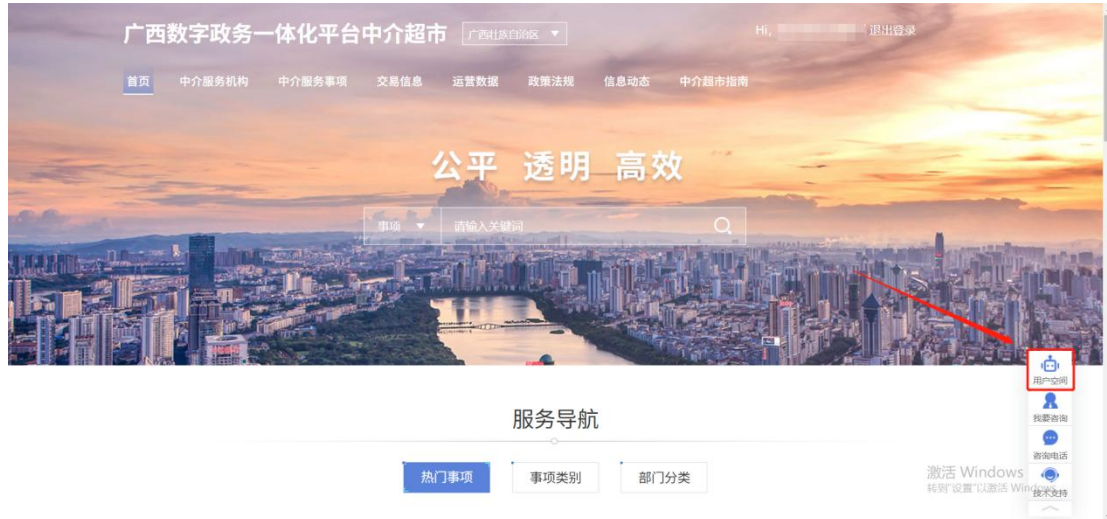 广西数字政务一体化平台中介超市 广西壮族自治区 ▼ Hi, 退出登录
首页 中介服务机构 中介服务事项 交易信息 运营数据 政策法规 信息动态 中介超市指南
公平 透明 高效
事项 ▼ 请输入关键词
用户空间
我要咨询
咨询电话
技术支持
服务导航
热门事项 事项类别 部门分类
激活 Windows
转到"设置"以激活 Windows